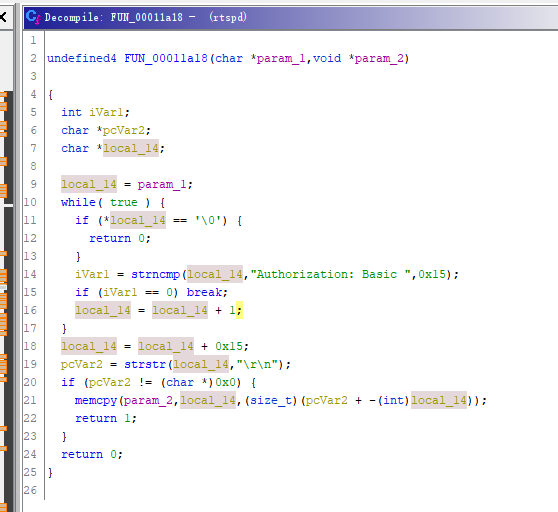 Decompile: FUN_00011a18 - (rtspd)
1
2 undefined4 FUN_00011a18(char *param_1,void *param_2)
3
4 {
5 int iVar1;
6 char *pcVar2;
7 char *local_14;
8
9 local_14 = param_1;
10 while( true ) {
11 if (*local_14 == '\0') {
12 return 0;
13 }
14 iVar1 = strncmp(local_14,"Authorization: Basic ",0x15);
15 if (iVar1 == 0) break;
16 local_14 = local_14 + 1;
17 }
18 local_14 = local_14 + 0x15;
19 pcVar2 = strstr(local_14,"\r\n");
20 if (pcVar2 != (char *)0x0) {
21 memcpy(param_2,local_14,(size_t)(pcVar2 + -(int)local_14));
22 return 1;
23 }
24 return 0;
25 }
26